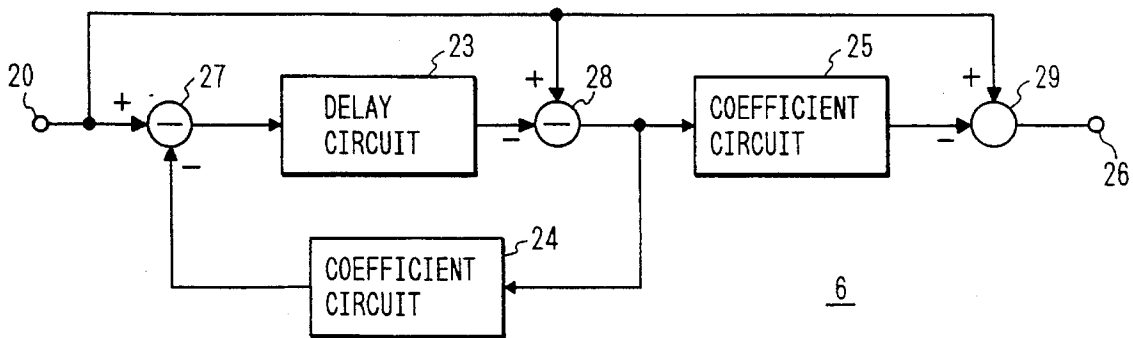 20
+
27
−
−
23
DELAY
CIRCUIT
+
−
28
−
25
COEFFICIENT
CIRCUIT
+
−
29
26
24
COEFFICIENT
CIRCUIT
6